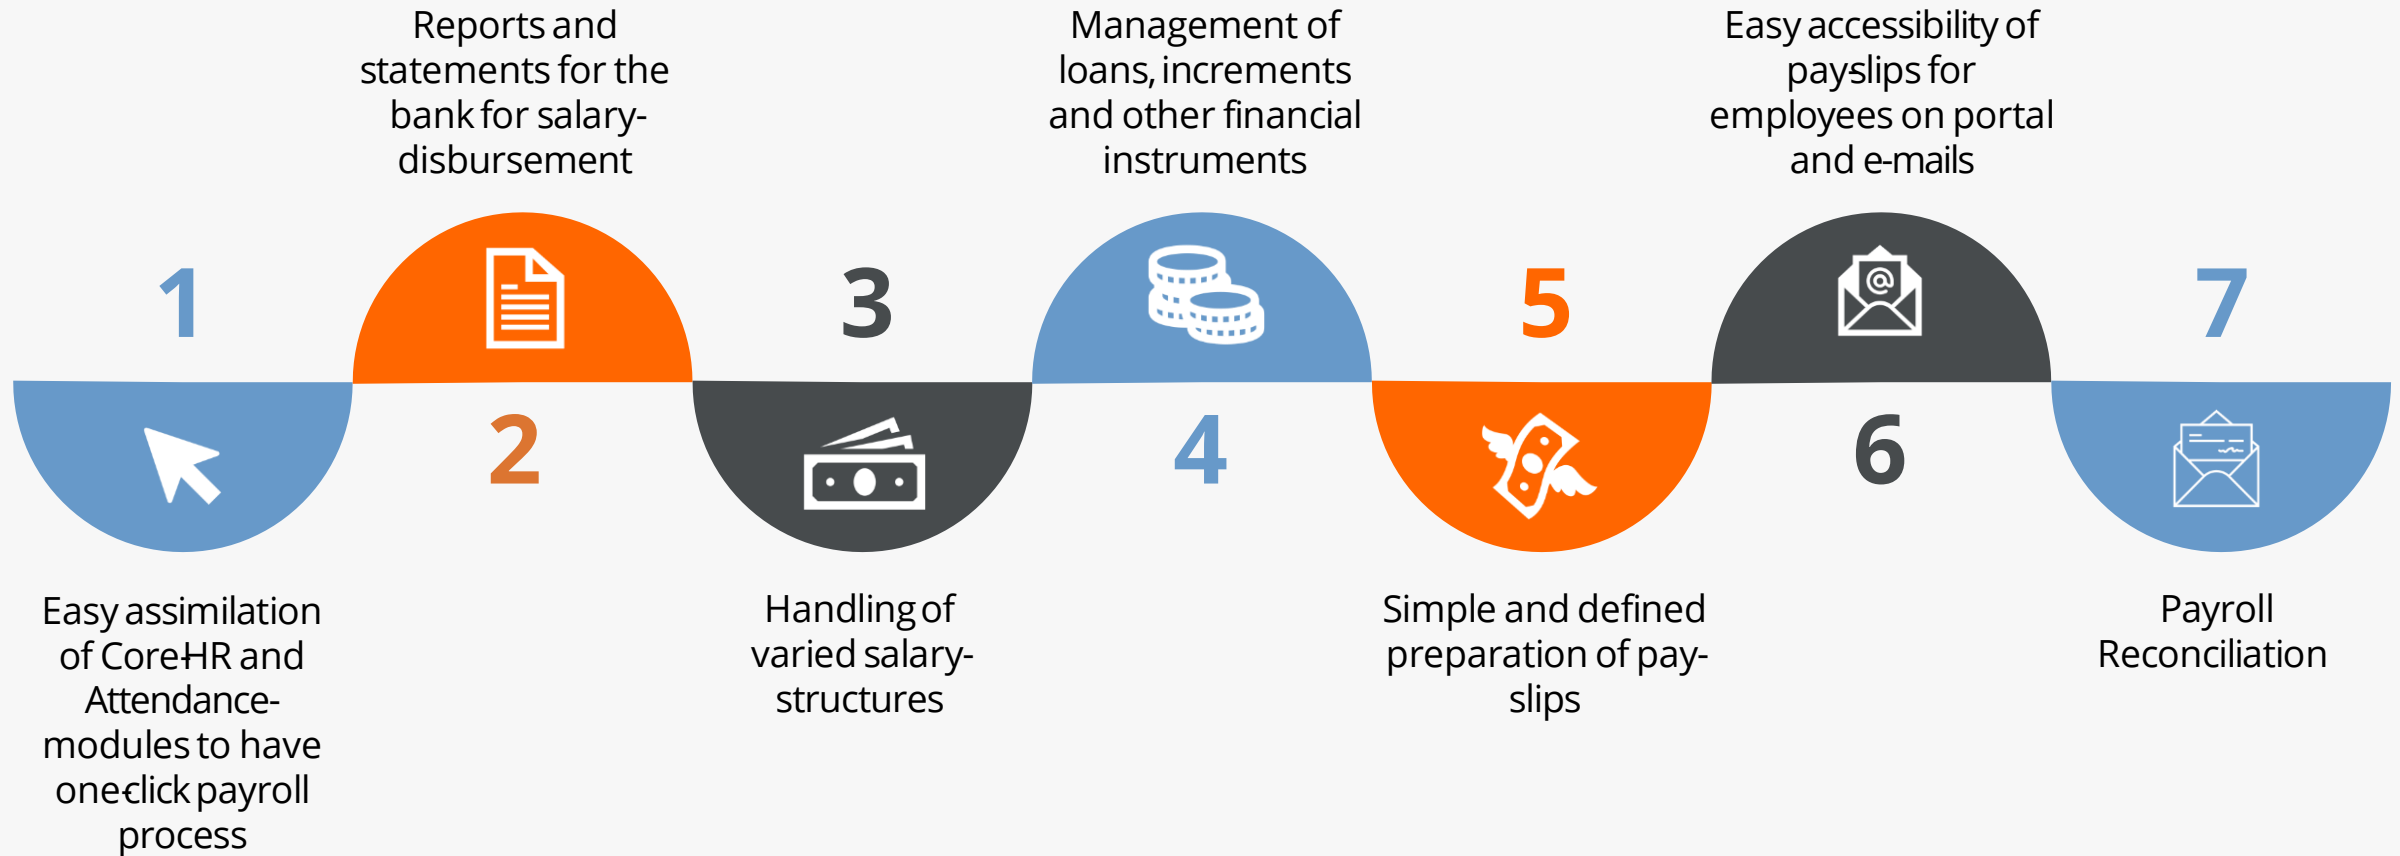 1
Easy assimilation
of Core-HR and
Attendance-
modules to have
one-click payroll
process
Reports and
statements for the
bank for salary-
disbursement
2
3
Handling of
varied salary-
structures
Management of
loans, increments
and other financial
instruments
4
5
Simple and defined
preparation of pay-
slips
Easy accessibility of
pay-slips for
employees on portal
and e-mails
@
6
7
Payroll
Reconciliation